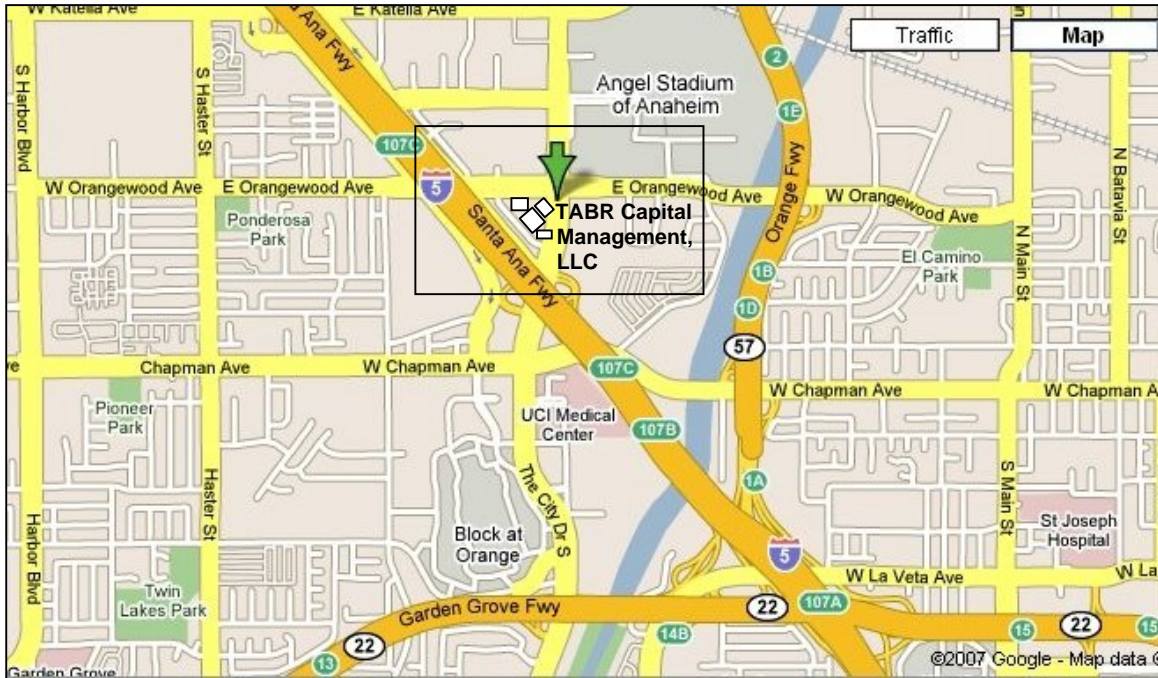 W Katella Ave
E Katella Ave
Traffic
Map
a Ana Fwy
S Harbor Blvd
S Haster St
2
Angel Stadium
of Anaheim
1E
107C
5
W Orangewood Ave
E Orangewood Ave
E Orangewood Ave
W Orangewood Ave
N Batavia St
Ponderosa
Park
TABR Capital
Management,
LLC
Santa Ana Fwy
Orange Fwy
El Camino
Park
N Main St
1B
1D
57
ve
Chapman Ave
W Chapman Ave
107C
W Chapman Ave
W Chapman A
Pioneer
Park
UCI Medical
Center
107B
Haster St
The City Dr S
1A
S Main St
Harbor Blvd
Block at
Orange
St Joseph
Hospital
5
Twin
Lakes Park
W La Veta Ave
W La
Garden Grove Fwy
22
107A
22
14B
15
22
15
13
Garden Grove
©2007 Google - Map data ©